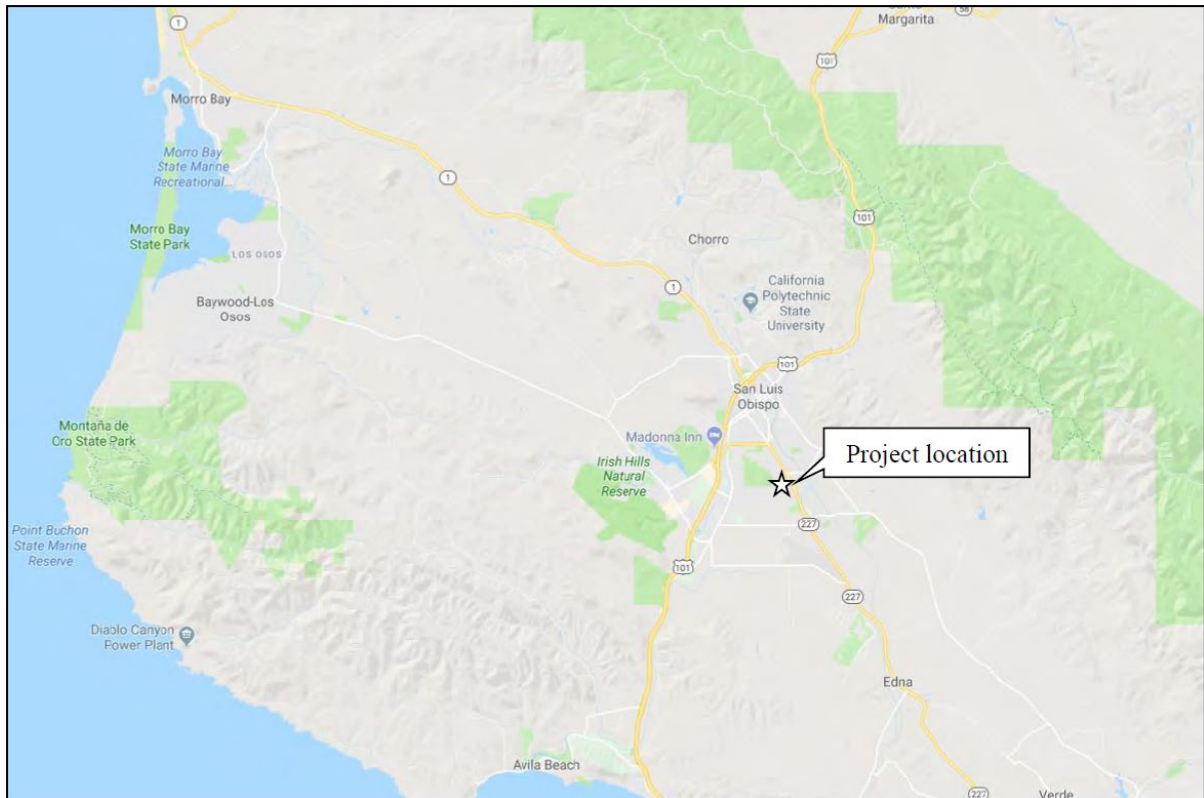 58
Margarita
1
101
Morro Bay
Morro Bay
State Marine
Recreational...
1
101
Morro Bay
State Park
LOS OSOS
Chorro
California
Polytechnic
State
University
1
Baywood-Los
Osos
101
San Luis
Obispo
Montaña de
Oro State Park
Madonna Inn
Irish Hills
Natural
Reserve
Project location
Point Buchon
State Marine
Reserve
227
101
227
Diablo Canyon
Power Plant
Edna
Avila Beach
227
Verde